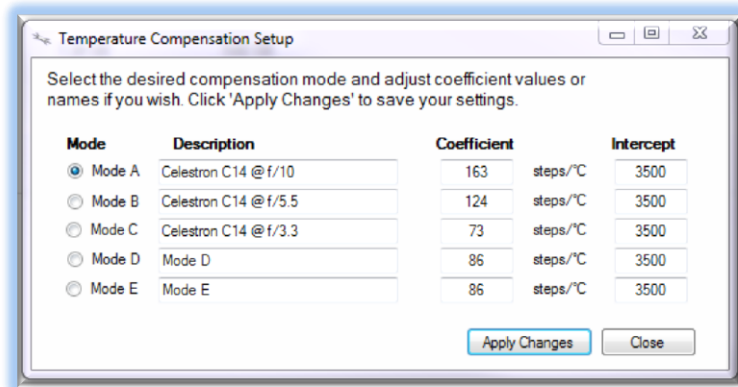 Temperature Compensation Setup
Select the desired compensation mode and adjust coefficient values or
names if you wish. Click 'Apply Changes' to save your settings.
Mode Description Coefficient Intercept
Mode A Celestron C14 @ f/10 163 steps/°C 3500
Mode B Celestron C14 @ f/5.5 124 steps/°C 3500
Mode C Celestron C14 @ f/3.3 73 steps/°C 3500
Mode D Mode D 86 steps/°C 3500
Mode E Mode E 86 steps/°C 3500
Apply Changes Close